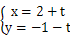 x = 2 + t
y = −1 − t